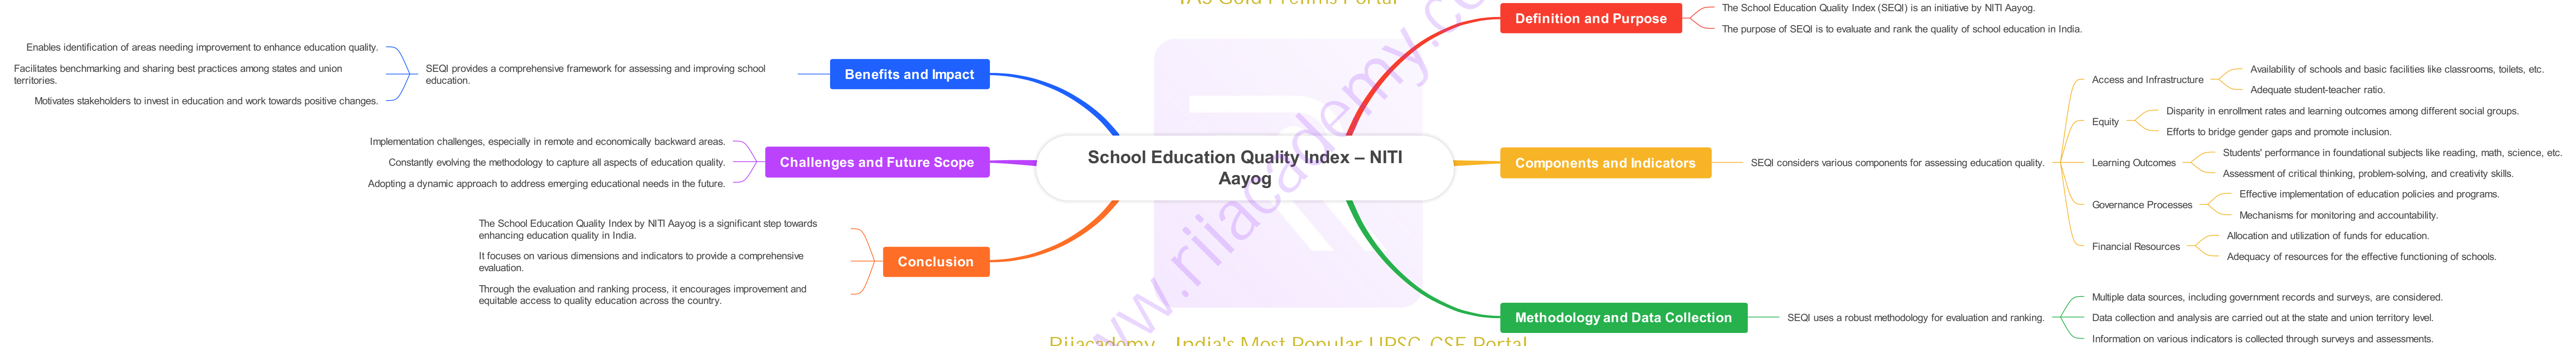 IAS Gold Prelims Portal
School Education Quality Index – NITI
Aayog
Definition and Purpose
The School Education Quality Index (SEQI) is an initiative by NITI Aayog.
The purpose of SEQI is to evaluate and rank the quality of school education in India.
Components and Indicators
SEQI considers various components for assessing education quality.
Access and Infrastructure
Availability of schools and basic facilities like classrooms, toilets, etc.
Adequate student-teacher ratio.
Equity
Disparity in enrollment rates and learning outcomes among different social groups.
Efforts to bridge gender gaps and promote inclusion.
Learning Outcomes
Students' performance in foundational subjects like reading, math, science, etc.
Assessment of critical thinking, problem-solving, and creativity skills.
Governance Processes
Effective implementation of education policies and programs.
Mechanisms for monitoring and accountability.
Financial Resources
Allocation and utilization of funds for education.
Adequacy of resources for the effective functioning of schools.
Methodology and Data Collection
SEQI uses a robust methodology for evaluation and ranking.
Multiple data sources, including government records and surveys, are considered.
Data collection and analysis are carried out at the state and union territory level.
Information on various indicators is collected through surveys and assessments.
Benefits and Impact
SEQI provides a comprehensive framework for assessing and improving school
education.
Enables identification of areas needing improvement to enhance education quality.
Facilitates benchmarking and sharing best practices among states and union
territories.
Motivates stakeholders to invest in education and work towards positive changes.
Challenges and Future Scope
Implementation challenges, especially in remote and economically backward areas.
Constantly evolving the methodology to capture all aspects of education quality.
Adopting a dynamic approach to address emerging educational needs in the future.
Conclusion
The School Education Quality Index by NITI Aayog is a significant step towards
enhancing education quality in India.
It focuses on various dimensions and indicators to provide a comprehensive
evaluation.
Through the evaluation and ranking process, it encourages improvement and
equitable access to quality education across the country.
Rijacademy - India's Most Popular UPSC-CSE Portal